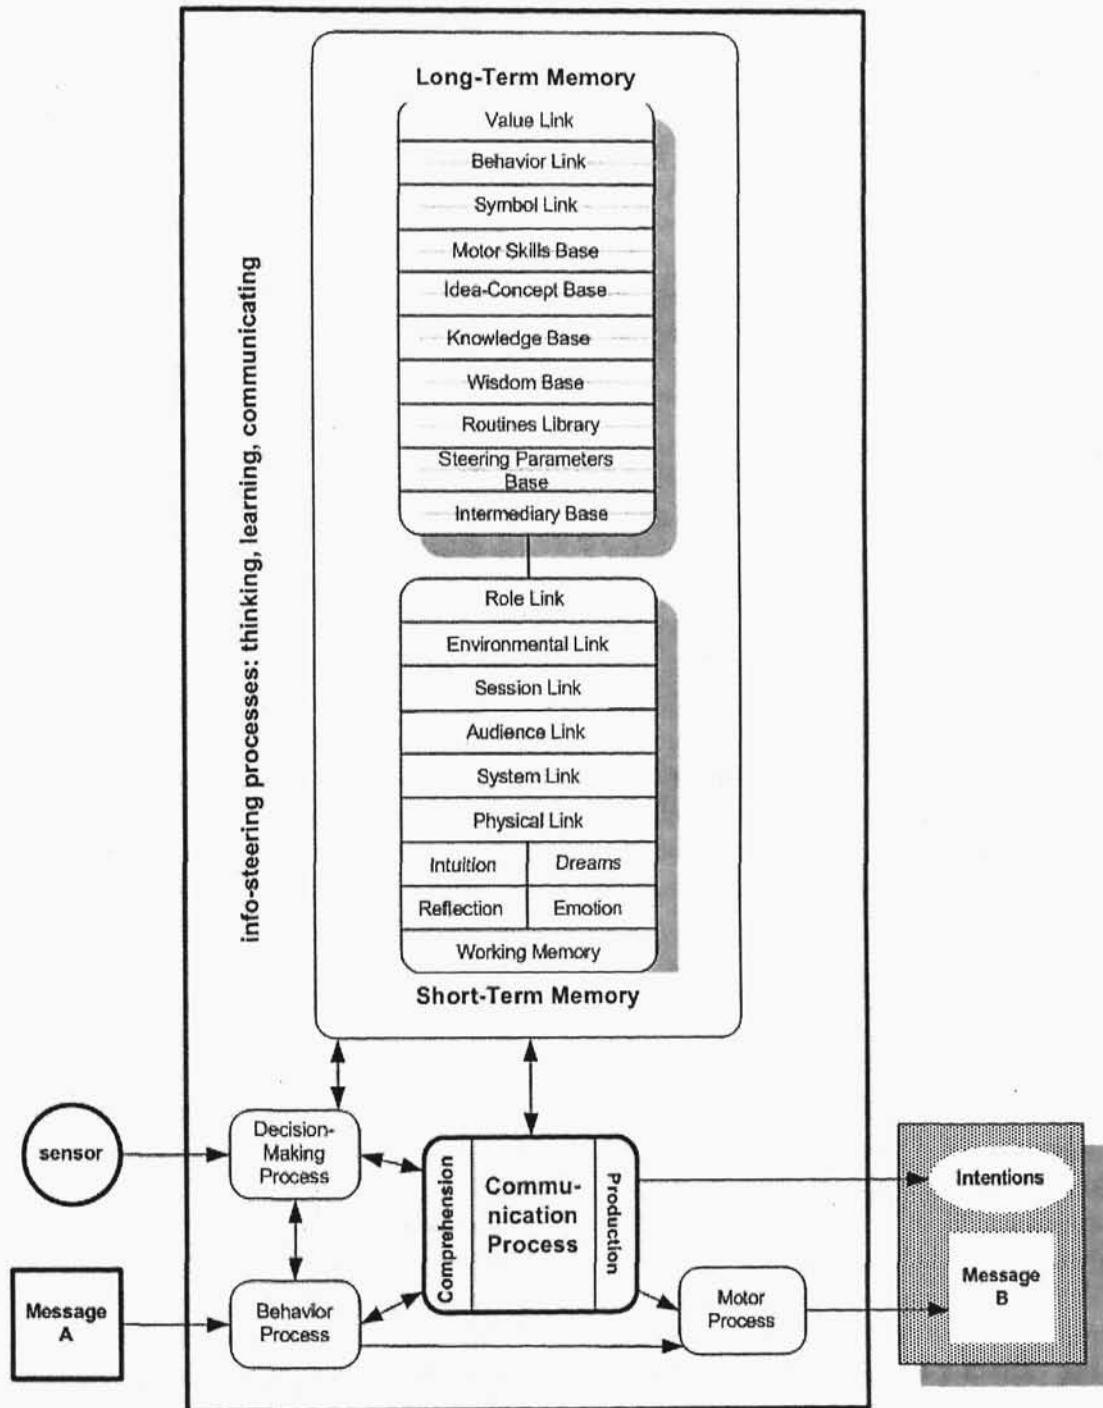 Long-Term Memory
Value Link
Behavior Link
Symbol Link
Motor Skills Base
Idea-Concept Base
Knowledge Base
Wisdom Base
Routines Library
Steering Parameters
Base
Intermediary Base
Role Link
Environmental Link
Session Link
Audience Link
System Link
Physical Link
Intuition
Dreams
Reflection
Emotion
Working Memory
Short-Term Memory
info-steering processes: thinking, learning, communicating
sensor
Decision-
Making
Process
Comprehension
Commu-
nication
Process
Production
Intentions
Message
A
Behavior
Process
Motor
Process
Message
B